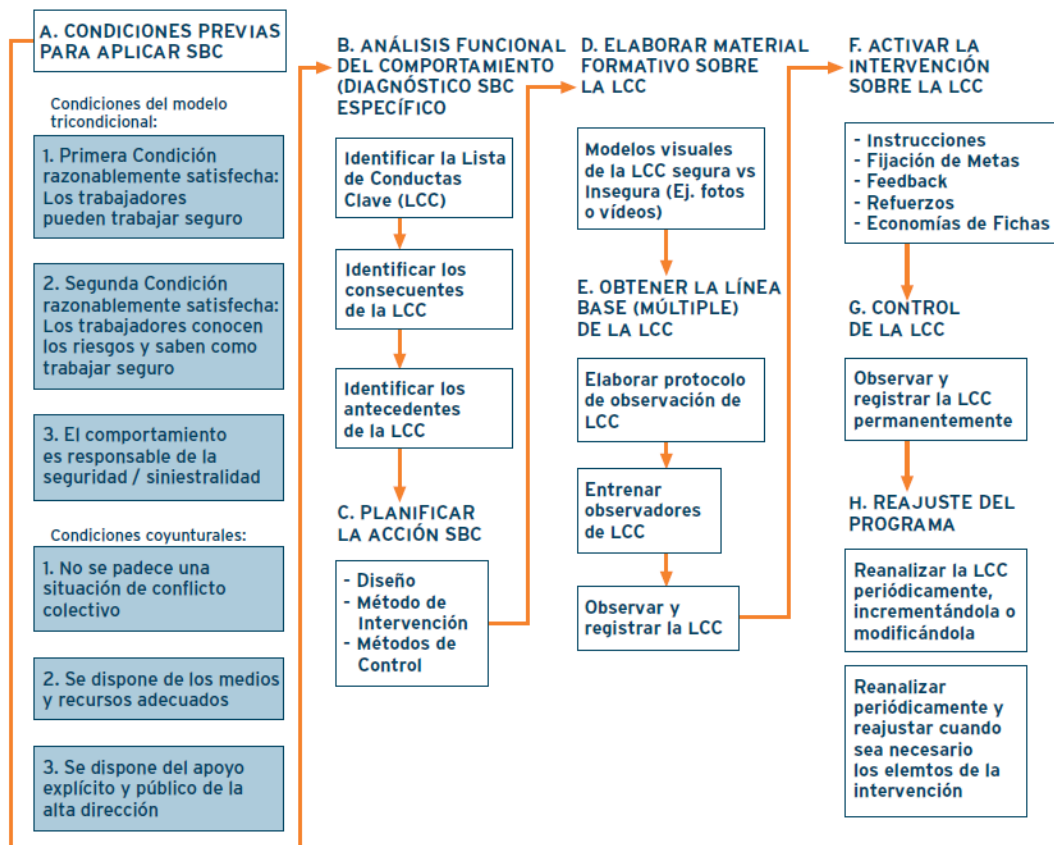 A. CONDICIONES PREVIAS
PARA APLICAR SBC
Condiciones del modelo
tricondicional:
1. Primera Condición
razonablemente satisfecha:
Los trabajadores
pueden trabajar seguro
2. Segunda Condición
razonablemente satisfecha:
Los trabajadores conocen
los riesgos y saben como
trabajar seguro
3. El comportamiento
es responsable de la
seguridad / siniestralidad
Condiciones coyunturales:
1. No se padece una
situación de conflicto
colectivo
2. Se dispone de los medios
y recursos adecuados
3. Se dispone del apoyo
explícito y público de la
alta dirección
B. ANÁLISIS FUNCIONAL
DEL COMPORTAMIENTO
(DIAGNÓSTICO SBC
ESPECÍFICO
Identificar la Lista
de Conductas
Clave (LCC)
Identificar los
consecuentes
de la LCC
Identificar los
antecedentes
de la LCC
C. PLANIFICAR
LA ACCIÓN SBC
- Diseño
- Método de
Intervención
- Métodos de
Control
D. ELABORAR MATERIAL
FORMATIVO SOBRE
LA LCC
Modelos visuales
de la LCC segura vs
Insegura (Ej. fotos
o vídeos)
E. OBTENER LA LÍNEA
BASE (MÚLTIPLE)
DE LA LCC
Elaborar protocolo
de observación de
LCC
Entrenar
observadores
de LCC
Observar y
registrar la LCC
F. ACTIVAR LA
INTERVENCIÓN
SOBRE LA LCC
- Instrucciones
- Fijación de Metas
- Feedback
- Refuerzos
- Economías de Fichas
G. CONTROL
DE LA LCC
Observar y
registrar la LCC
permanentemente
H. REAJUSTE DEL
PROGRAMA
Reanalizar la LCC
periódicamente,
incrementándola o
modificándola
Reanalizar
periódicamente y
reajustar cuando
sea necesario
los elemtos de la
intervención